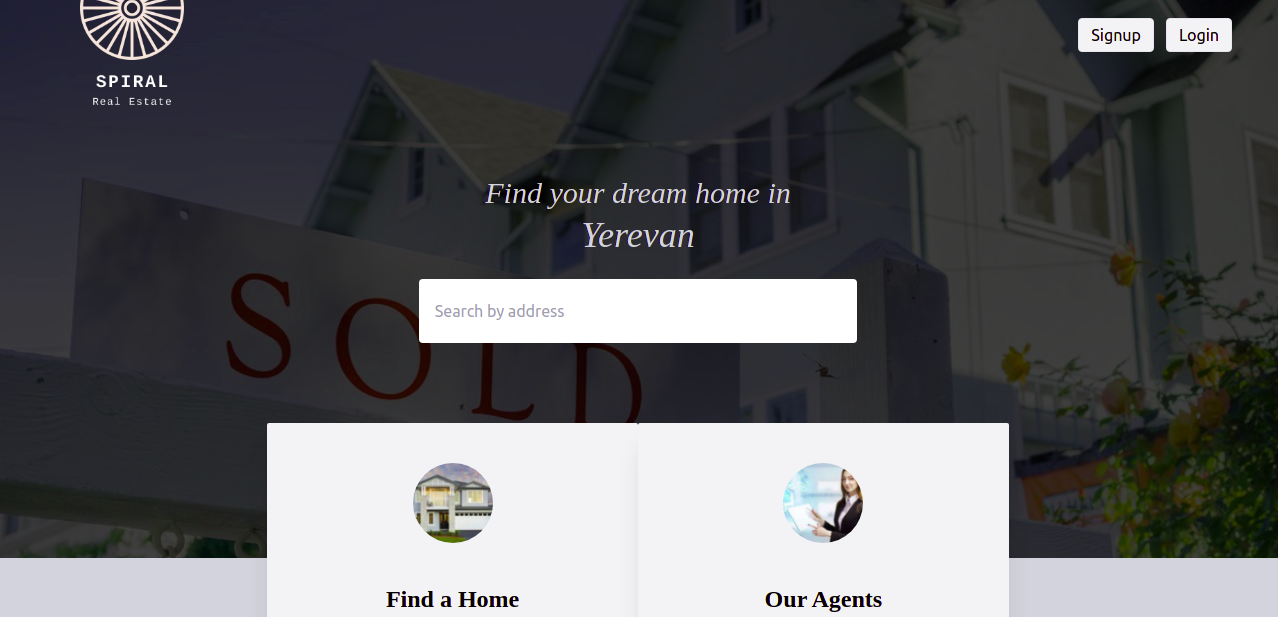 Signup
Login
SPIRAL
Real Estate
Find your dream home in
Yerevan
Search by address
SOLD
Find a Home
Our Agents